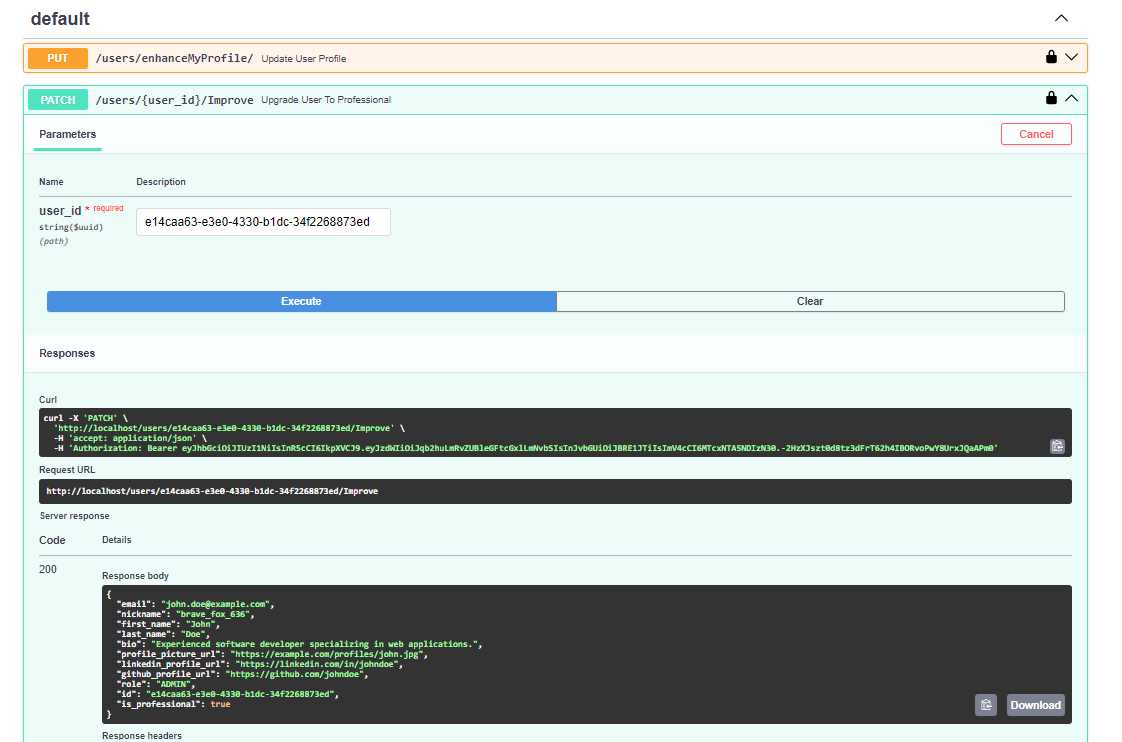 default
PUT /users/enhanceMyProfile/ Update User Profile
PATCH /users/{user_id}/Improve Upgrade User To Professional
Parameters
Cancel
Name Description
user_id * required
string($uuid)
(path)
e14caa63-e3e0-4330-b1dc-34f2268873ed
Execute
Clear
Responses
Curl
curl -X 'PATCH' \
'http://localhost/users/e14caa63-e3e0-4330-b1dc-34f2268873ed/Improve' \
-H 'accept: application/json' \
-H 'Authorization: Bearer
Request URL
http://localhost/users/e14caa63-e3e0-4330-b1dc-34f2268873ed/Improve
Server response
Code Details
200
Response body
{
"email": "john.doe@example.com",
"nickname": "brave_fox_636",
"first_name": "John",
"last_name": "Doe",
"bio": "Experienced software developer specializing in web applications.",
"profile_picture_url": "https://example.com/profiles/john.jpg",
"linkedin_profile_url": "https://linkedin.com/in/johndoe",
"github_profile_url": "https://github.com/johndoe",
"role": "ADMIN",
"id": "e14caa63-e3e0-4330-b1dc-34f2268873ed",
"is_professional": true
}
Download
Response headers